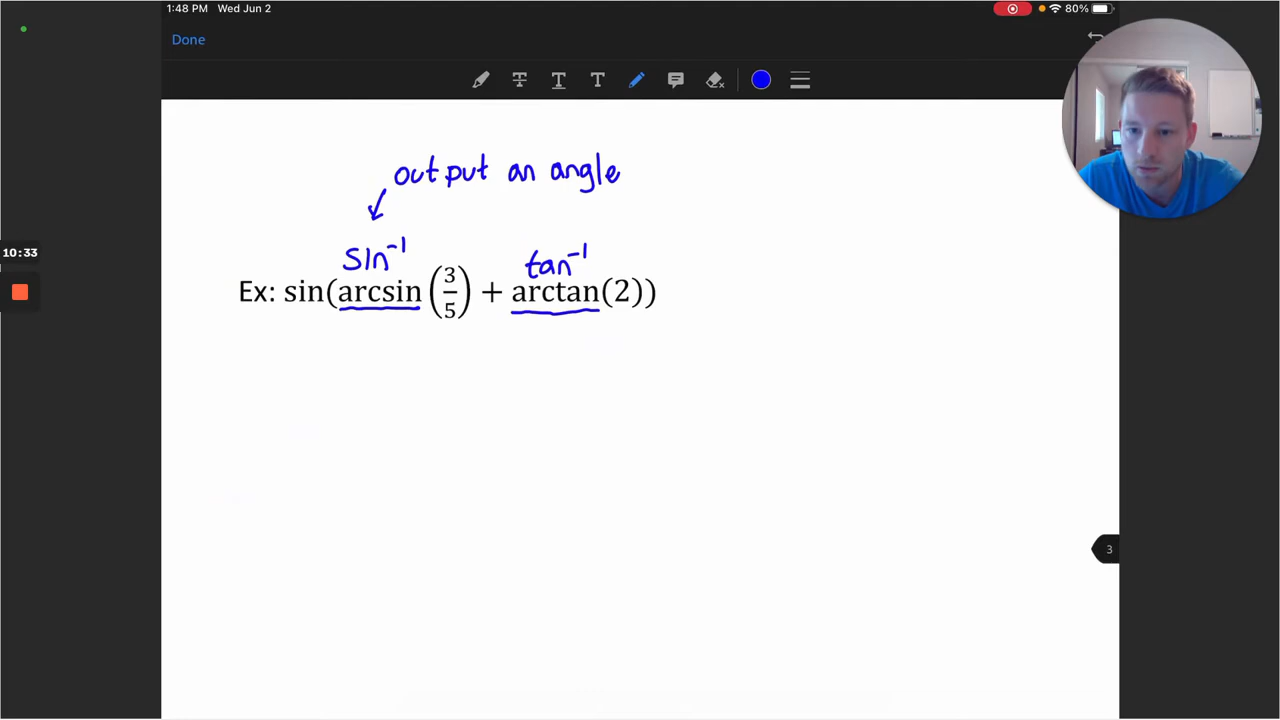 1:48 PM Wed Jun 2
80%
Done
T T T
10:33
output an angle
sin⁻¹ tan⁻¹
Ex: sin(arcsin(3/5) + arctan(2))
3